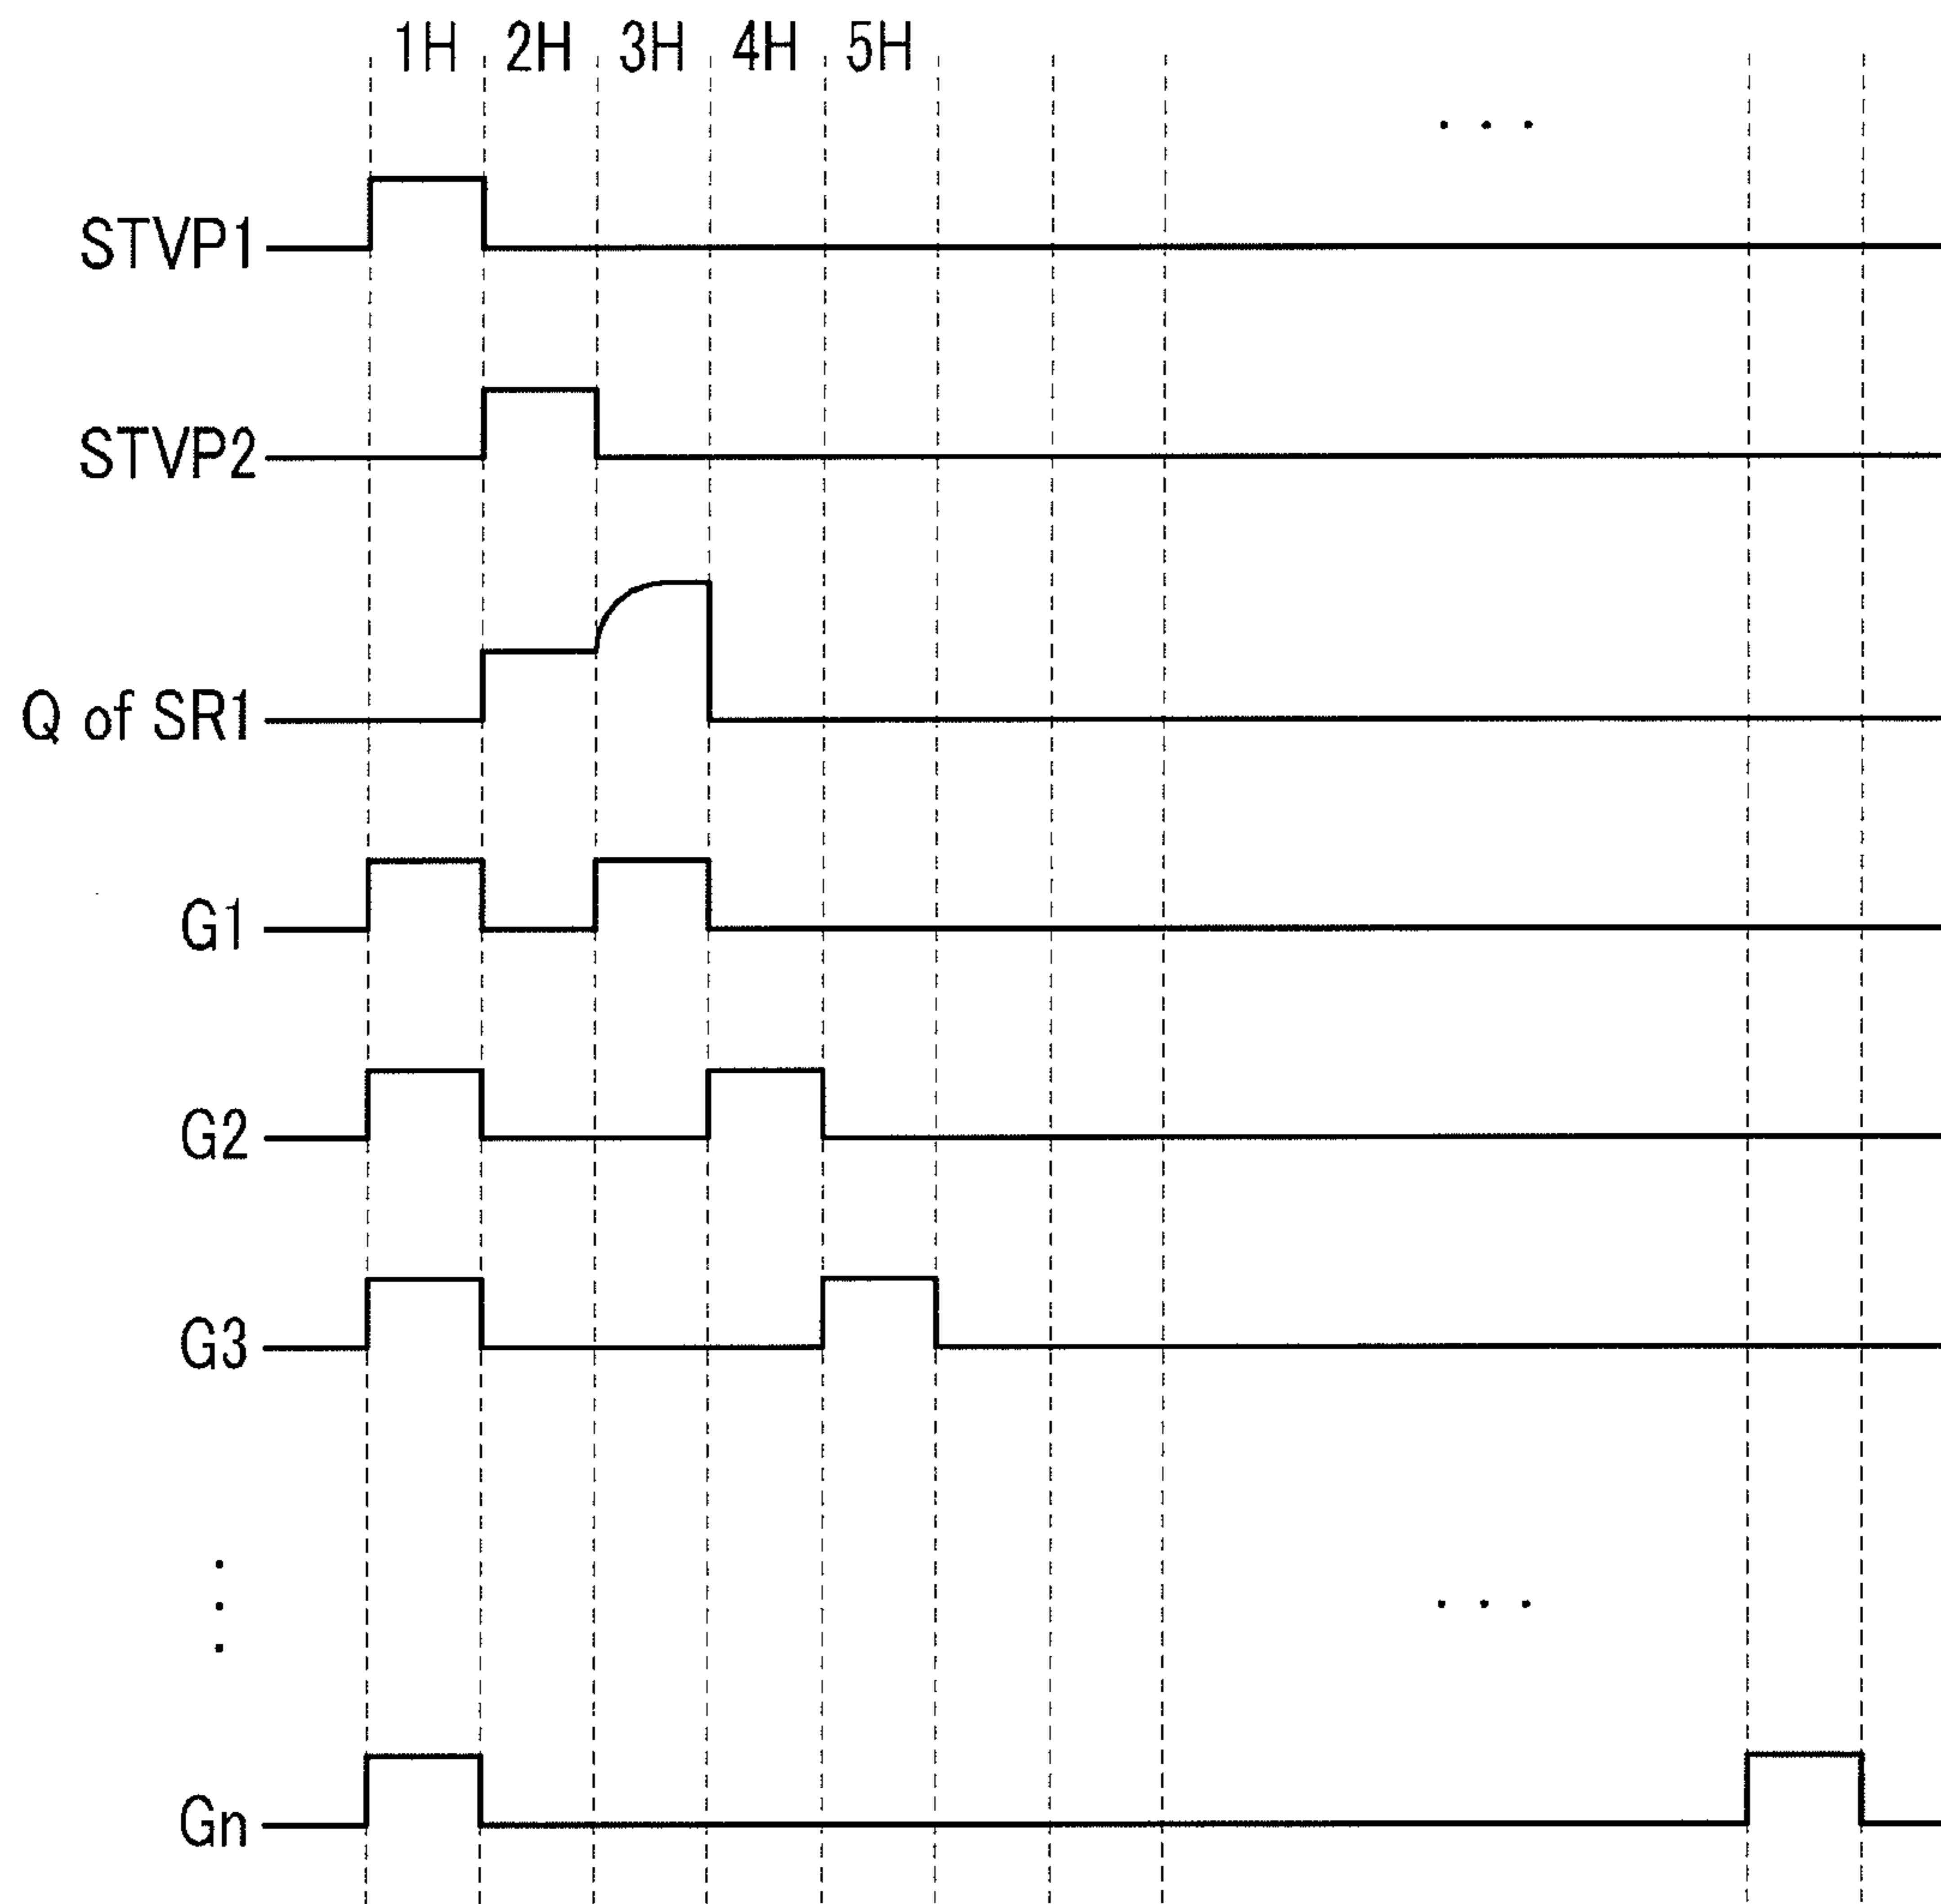 1H 2H 3H 4H 5H
. . .
STVP1
STVP2
Q of SR1
G1
G2
G3
. . .
Gn